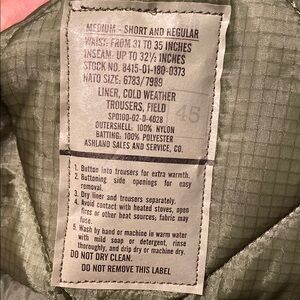 MEDIUM - SHORT AND REGULAR
WAIST: FROM 31 TO 35 INCHES
INSEAM: UP TO 32½ INCHES
STOCK NO. 8415-01-180-0373
NATO SIZE: 6783/7989
LINER, COLD WEATHER
TROUSERS, FIELD
SPO100-02-D-4028
OUTERSHELL: 100% NYLON
BATTING: 100% POLYESTER
ASHLAND SALES AND SERVICE, CO.
45
1. Button into trousers for extra warmth.
2. Buttoning side openings for easy
removal.
3. Dry liner and trousers separately.
4. Avoid contact with heated stoves, open
fires or other heat sources; fabric may
fuse.
5. Wash by hand or machine in warm water
with mild soap or detergent, rinse
thoroughly, and drip dry or machine dry.
DO NOT DRY CLEAN.
DO NOT REMOVE THIS LABEL